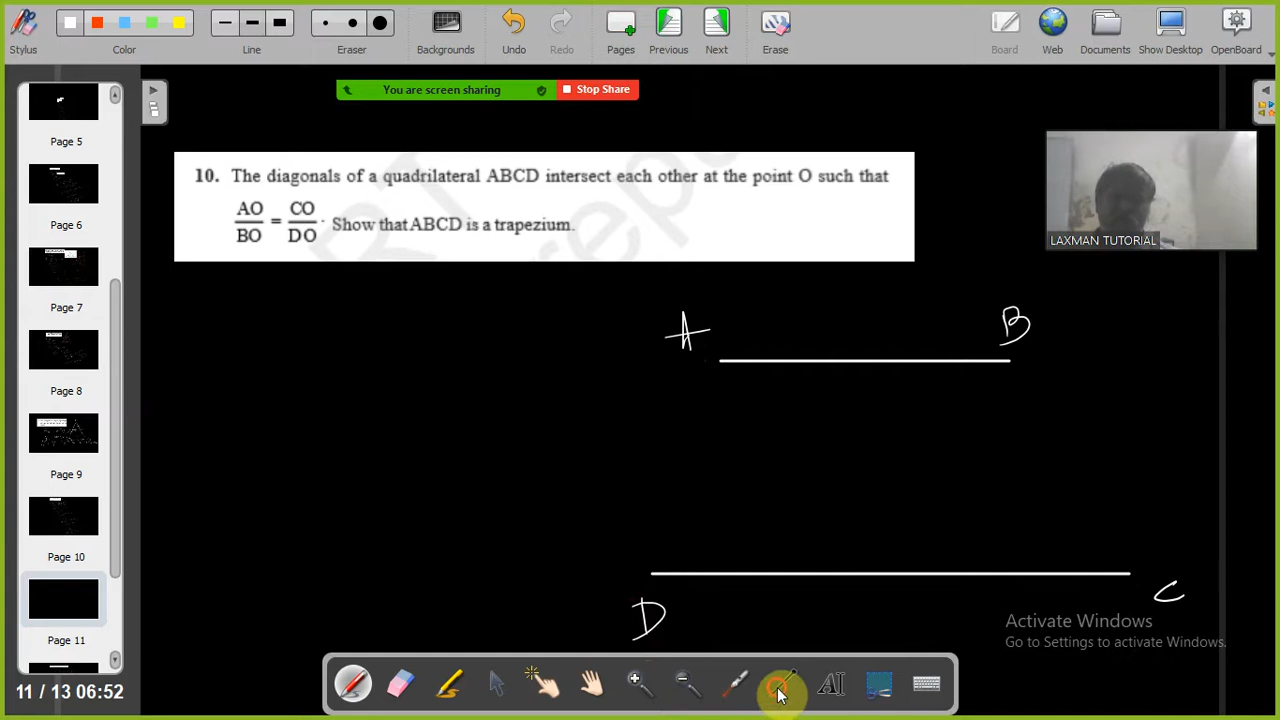 Stylus Color Line Eraser Backgrounds Undo Redo Pages Previous Next Erase Board Web Documents Show Desktop OpenBoard
You are screen sharing Stop Share
Page 5
Page 6
Page 7
Page 8
Page 9
Page 10
Page 11
10. The diagonals of a quadrilateral ABCD intersect each other at the point O such that
AO/BO = CO/DO. Show that ABCD is a trapezium.
LAXMAN TUTORIAL
A B
D C
Activate Windows
Go to Settings to activate Windows.
11 / 13 06:52
AI